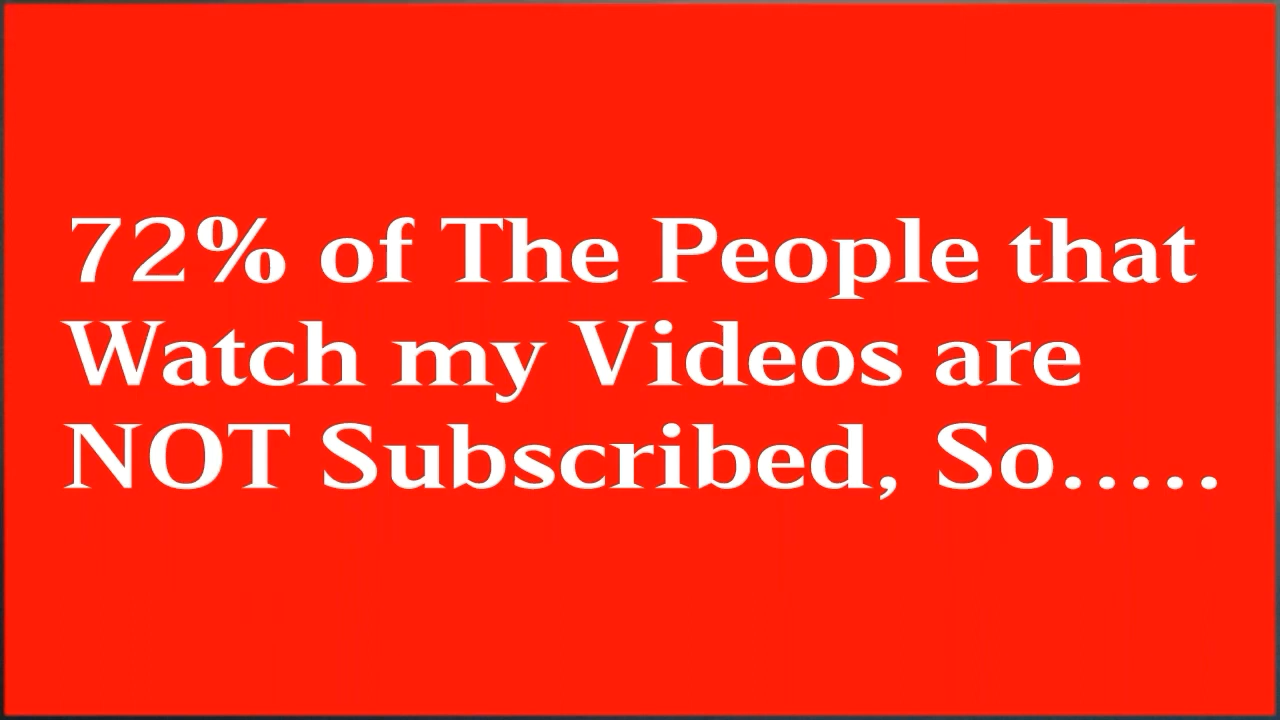 72% of The People that
Watch my Videos are
NOT Subscribed, So.....